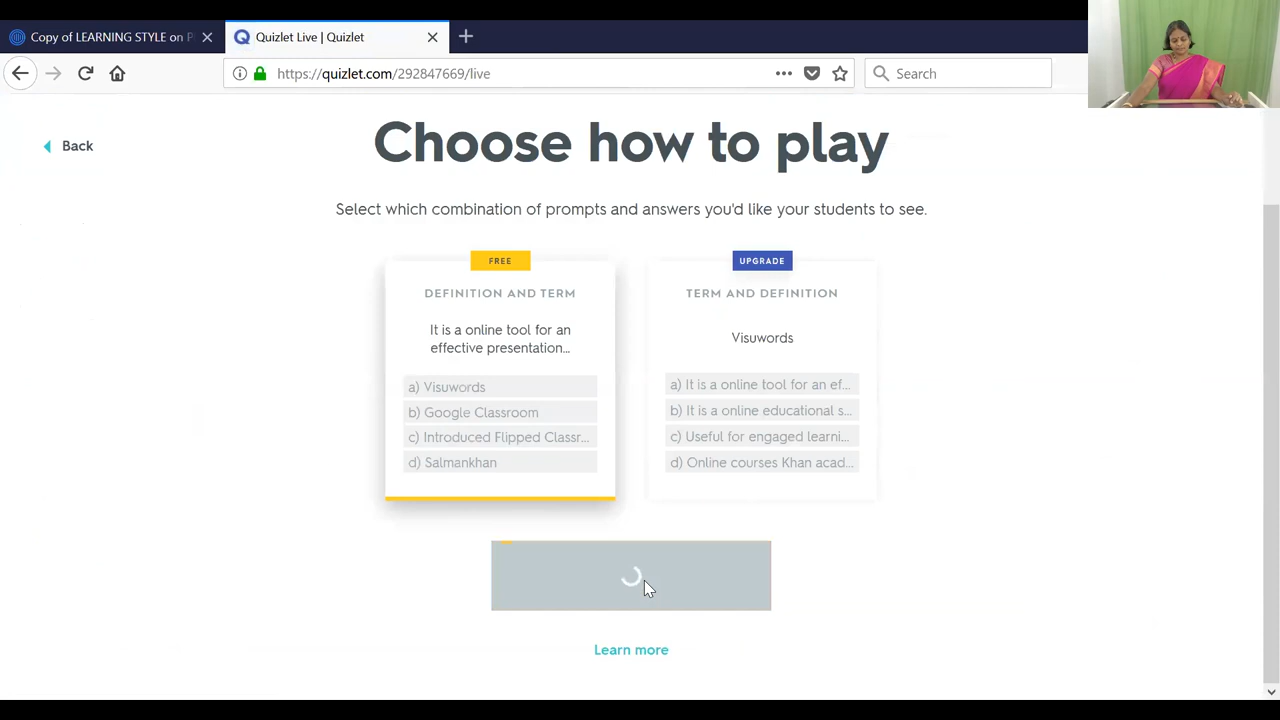 Copy of LEARNING STYLE on P
Quizlet Live | Quizlet
https://quizlet.com/292847669/live
Search
Back
Choose how to play
Select which combination of prompts and answers you'd like your students to see.
FREE
DEFINITION AND TERM
It is a online tool for an
effective presentation...
a) Visuwords
b) Google Classroom
c) Introduced Flipped Classr...
d) Salmankhan
UPGRADE
TERM AND DEFINITION
Visuwords
a) It is a online tool for an ef...
b) It is a online educational s...
c) Useful for engaged learni...
d) Online courses Khan acad...
Learn more